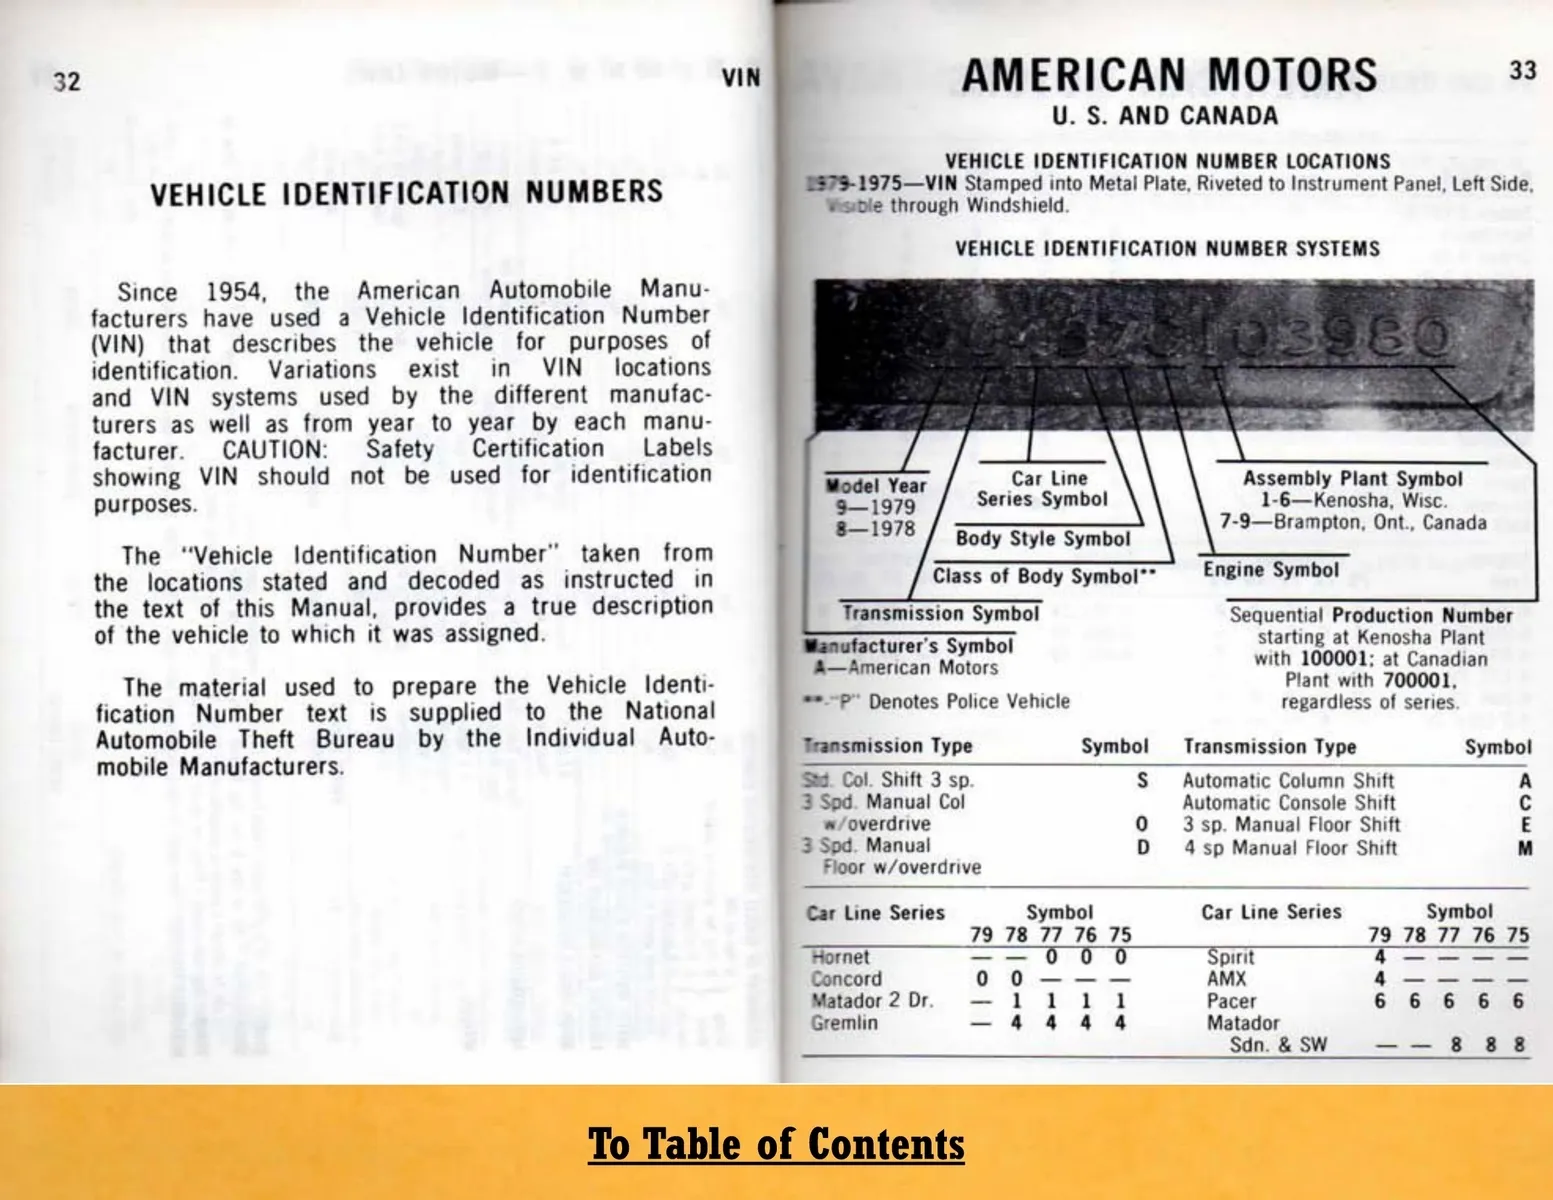 32
VIN
VEHICLE IDENTIFICATION NUMBERS
Since 1954, the American Automobile Manu-
facturers have used a Vehicle Identification Number
(VIN) that describes the vehicle for purposes of
identification. Variations exist in VIN locations
and VIN systems used by the different manufac-
turers as well as from year to year by each manu-
facturer. CAUTION: Safety Certification Labels
showing VIN should not be used for identification
purposes.
The "Vehicle Identification Number" taken from
the locations stated and decoded as instructed in
the text of this Manual, provides a true description
of the vehicle to which it was assigned.
The material used to prepare the Vehicle Identi-
fication Number text is supplied to the National
Automobile Theft Bureau by the Individual Auto-
mobile Manufacturers.
AMERICAN MOTORS
33
U. S. AND CANADA
VEHICLE IDENTIFICATION NUMBER LOCATIONS
1979-1975—VIN Stamped into Metal Plate, Riveted to Instrument Panel, Left Side,
Visible through Windshield.
VEHICLE IDENTIFICATION NUMBER SYSTEMS
103980
Model Year
9—1979
8—1978
Car Line
Series Symbol
Body Style Symbol
Class of Body Symbol**
Transmission Symbol
Manufacturer's Symbol
A—American Motors
**-"P" Denotes Police Vehicle
Assembly Plant Symbol
1-6—Kenosha, Wisc.
7-9—Brampton, Ont., Canada
Engine Symbol
Sequential Production Number
starting at Kenosha Plant
with 100001; at Canadian
Plant with 700001,
regardless of series.
Transmission Type Symbol Transmission Type Symbol
Std. Col. Shift 3 sp. S Automatic Column Shift A
3 Spd. Manual Col Automatic Console Shift C
w/overdrive O 3 sp. Manual Floor Shift E
3 Spd. Manual D 4 sp Manual Floor Shift M
Floor w/overdrive
Car Line Series Symbol Car Line Series Symbol
79 78 77 76 75 79 78 77 76 75
Hornet — — 0 0 0 Spirit 4 — — — —
Concord 0 0 — — — AMX 4 — — — —
Matador 2 Dr. — 1 1 1 1 Pacer 6 6 6 6 6
Gremlin — 4 4 4 4 Matador
Sdn. & SW — — 8 8 8
To Table of Contents